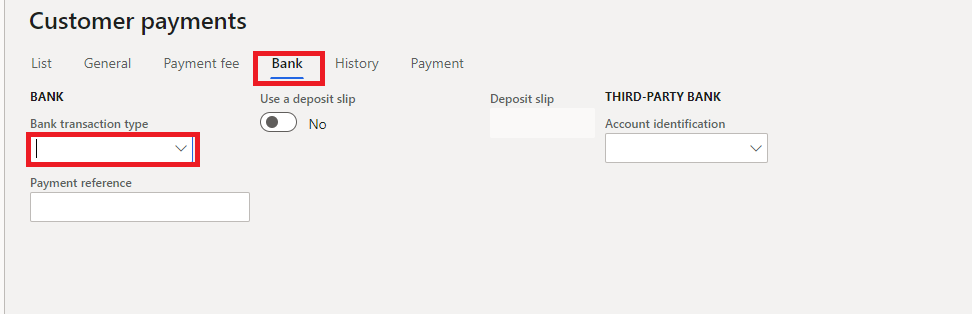 Customer payments
List General Payment fee Bank History Payment
BANK Use a deposit slip Deposit slip THIRD-PARTY BANK
Bank transaction type No Account identification
Payment reference